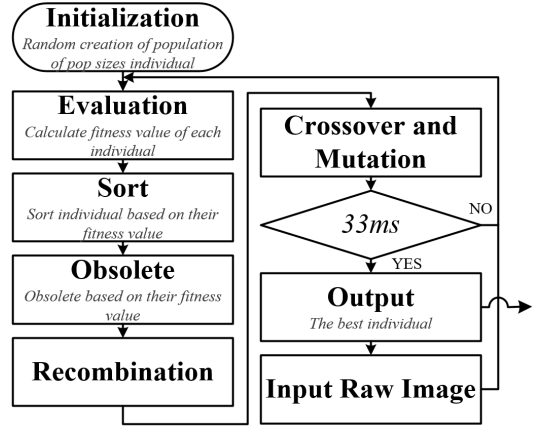 Initialization
Random creation of population
of pop sizes individual
Evaluation
Calculate fitness value of each
individual
Sort
Sort individual based on their
fitness value
Obsolete
Obsolete based on their fitness
value
Recombination
Crossover and
Mutation
33ms
NO
YES
Output
The best individual
Input Raw Image